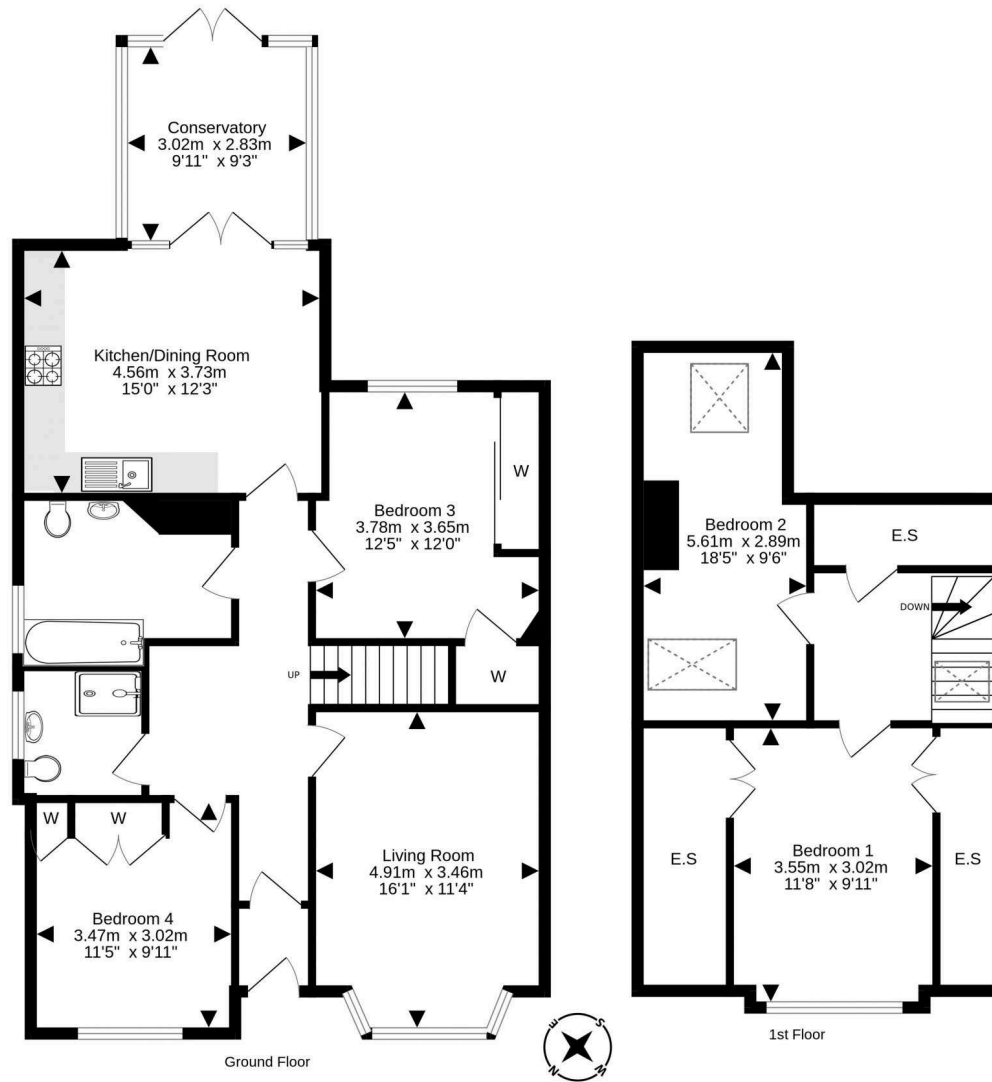 Conservatory
3.02m x 2.83m
9'11" x 9'3"
Kitchen/Dining Room
4.56m x 3.73m
15'0" x 12'3"
W
Bedroom 3
3.78m x 3.65m
12'5" x 12'0"
UP
W
W
W
Living Room
4.91m x 3.46m
16'1" x 11'4"
Bedroom 4
3.47m x 3.02m
11'5" x 9'11"
Ground Floor
E
S
N
W
Bedroom 2
5.61m x 2.89m
18'5" x 9'6"
E.S
DOWN
E.S
Bedroom 1
3.55m x 3.02m
11'8" x 9'11"
E.S
1st Floor